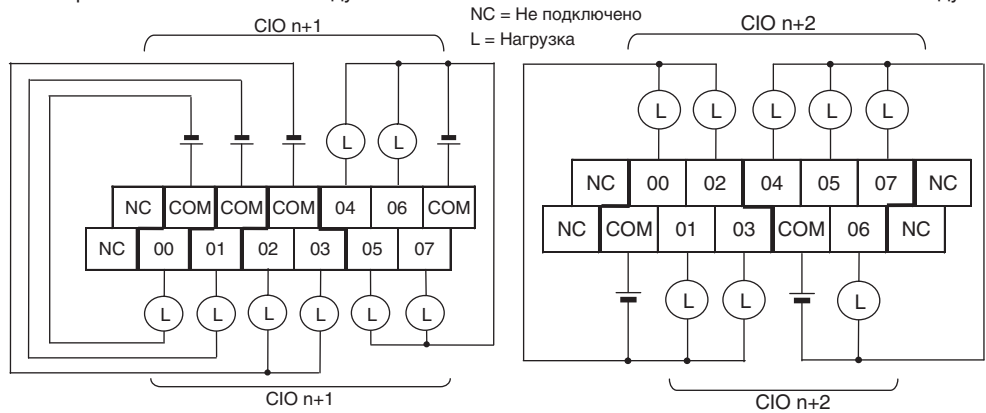 NC = Не подключено
L = Нагрузка
CIO n+1
CIO n+2
L L
L L L L L
NC COM COM COM 04 06 COM
NC 00 01 02 03 05 07
NC 00 02 04 05 07 NC
NC COM 01 03 COM 06 NC
L L L L L L
L L L
CIO n+1
CIO n+2